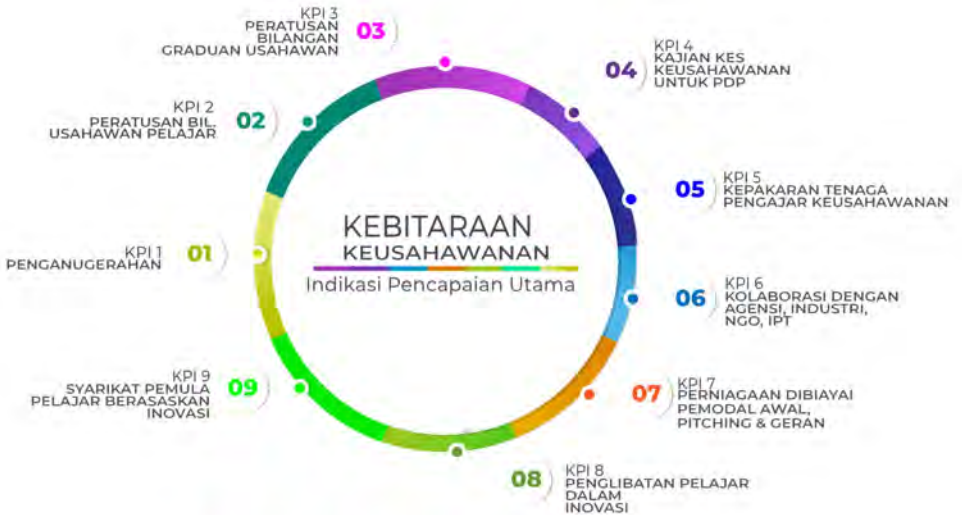 KEBITARAAN
KEUSAHAWANAN
Indikasi Pencapaian Utama
KPI 1
PENGANUGERAHAN
01
KPI 2
PERATUSAN BIL.
USAHAWAN PELAJAR
02
KPI 3
PERATUSAN
BILANGAN
GRADUAN USAHAWAN
03
04
KPI 4
KAJIAN KES
KEUSAHAWANAN
UNTUK PDP
05
KPI 5
KEPAKARAN TENAGA
PENGAJAR KEUSAHAWANAN
06
KPI 6
KOLABORASI DENGAN
AGENSI, INDUSTRI,
NGO, IPT
07
KPI 7
PERNIAGAAN DIBIAYAI
PEMODAL AWAL,
PITCHING & GERAN
08
KPI 8
PENGLIBATAN PELAJAR
DALAM
INOVASI
KPI 9
SYARIKAT PEMULA
PELAJAR BERASASKAN
INOVASI
09